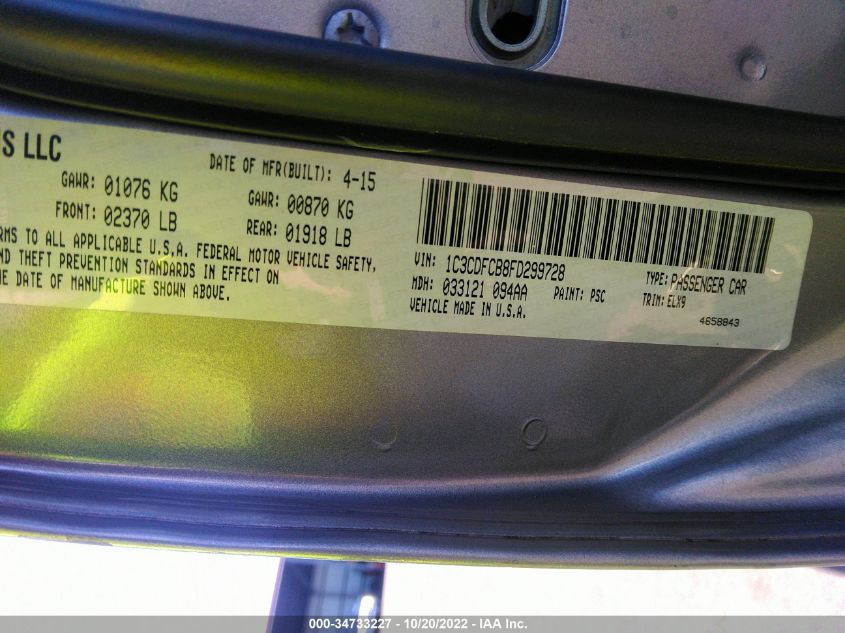 US LLC
DATE OF MFR(BUILT): 4-15
GAWR: 01076 KG
GAWR: 00870 KG
FRONT: 02370 LB
REAR: 01918 LB
RMS TO ALL APPLICABLE U.S.A. FEDERAL MOTOR VEHICLE SAFETY,
ND THEFT PREVENTION STANDARDS IN EFFECT ON
E DATE OF MANUFACTURE SHOWN ABOVE.
VIN: 1C3CDFCB8FD299728
TYPE: PASSENGER CAR
MDH: 033121 094AA
PAINT: PSC
TRIM: ELX9
VEHICLE MADE IN U.S.A.
4658843
000-34733227 - 10/20/2022 - IAA Inc.